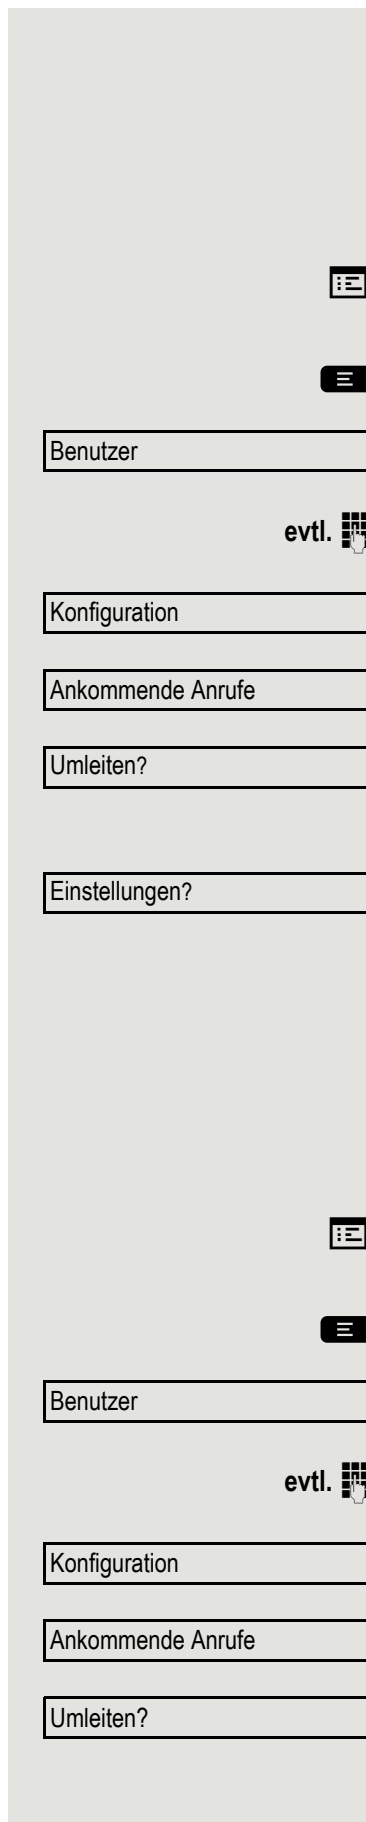 Benutzer
evtl.
Konfiguration
Ankommende Anrufe
Umleiten?
Einstellungen?
Benutzer
evtl.
Konfiguration
Ankommende Anrufe
Umleiten?